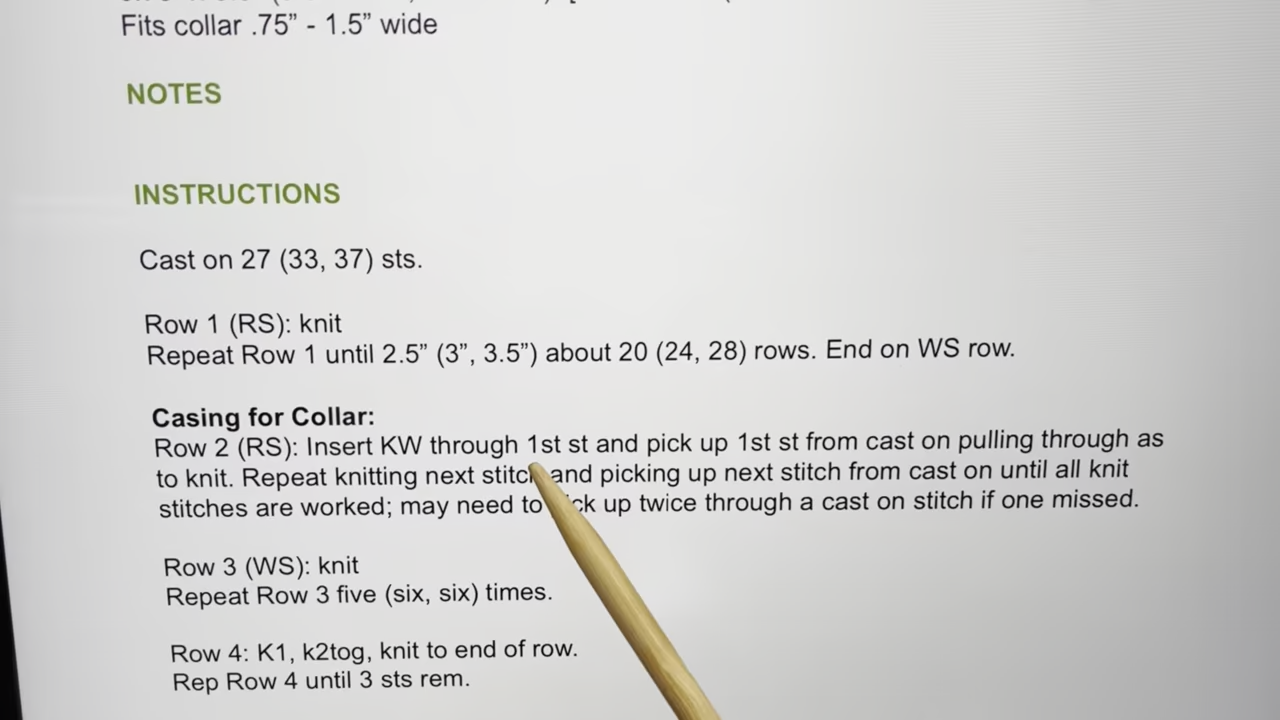 Fits collar .75” - 1.5” wide
NOTES
INSTRUCTIONS
Cast on 27 (33, 37) sts.
Row 1 (RS): knit
Repeat Row 1 until 2.5” (3”, 3.5”) about 20 (24, 28) rows. End on WS row.
Casing for Collar:
Row 2 (RS): Insert KW through 1st st and pick up 1st st from cast on pulling through as
to knit. Repeat knitting next stitch and picking up next stitch from cast on until all knit
stitches are worked; may need to pick up twice through a cast on stitch if one missed.
Row 3 (WS): knit
Repeat Row 3 five (six, six) times.
Row 4: K1, k2tog, knit to end of row.
Rep Row 4 until 3 sts rem.